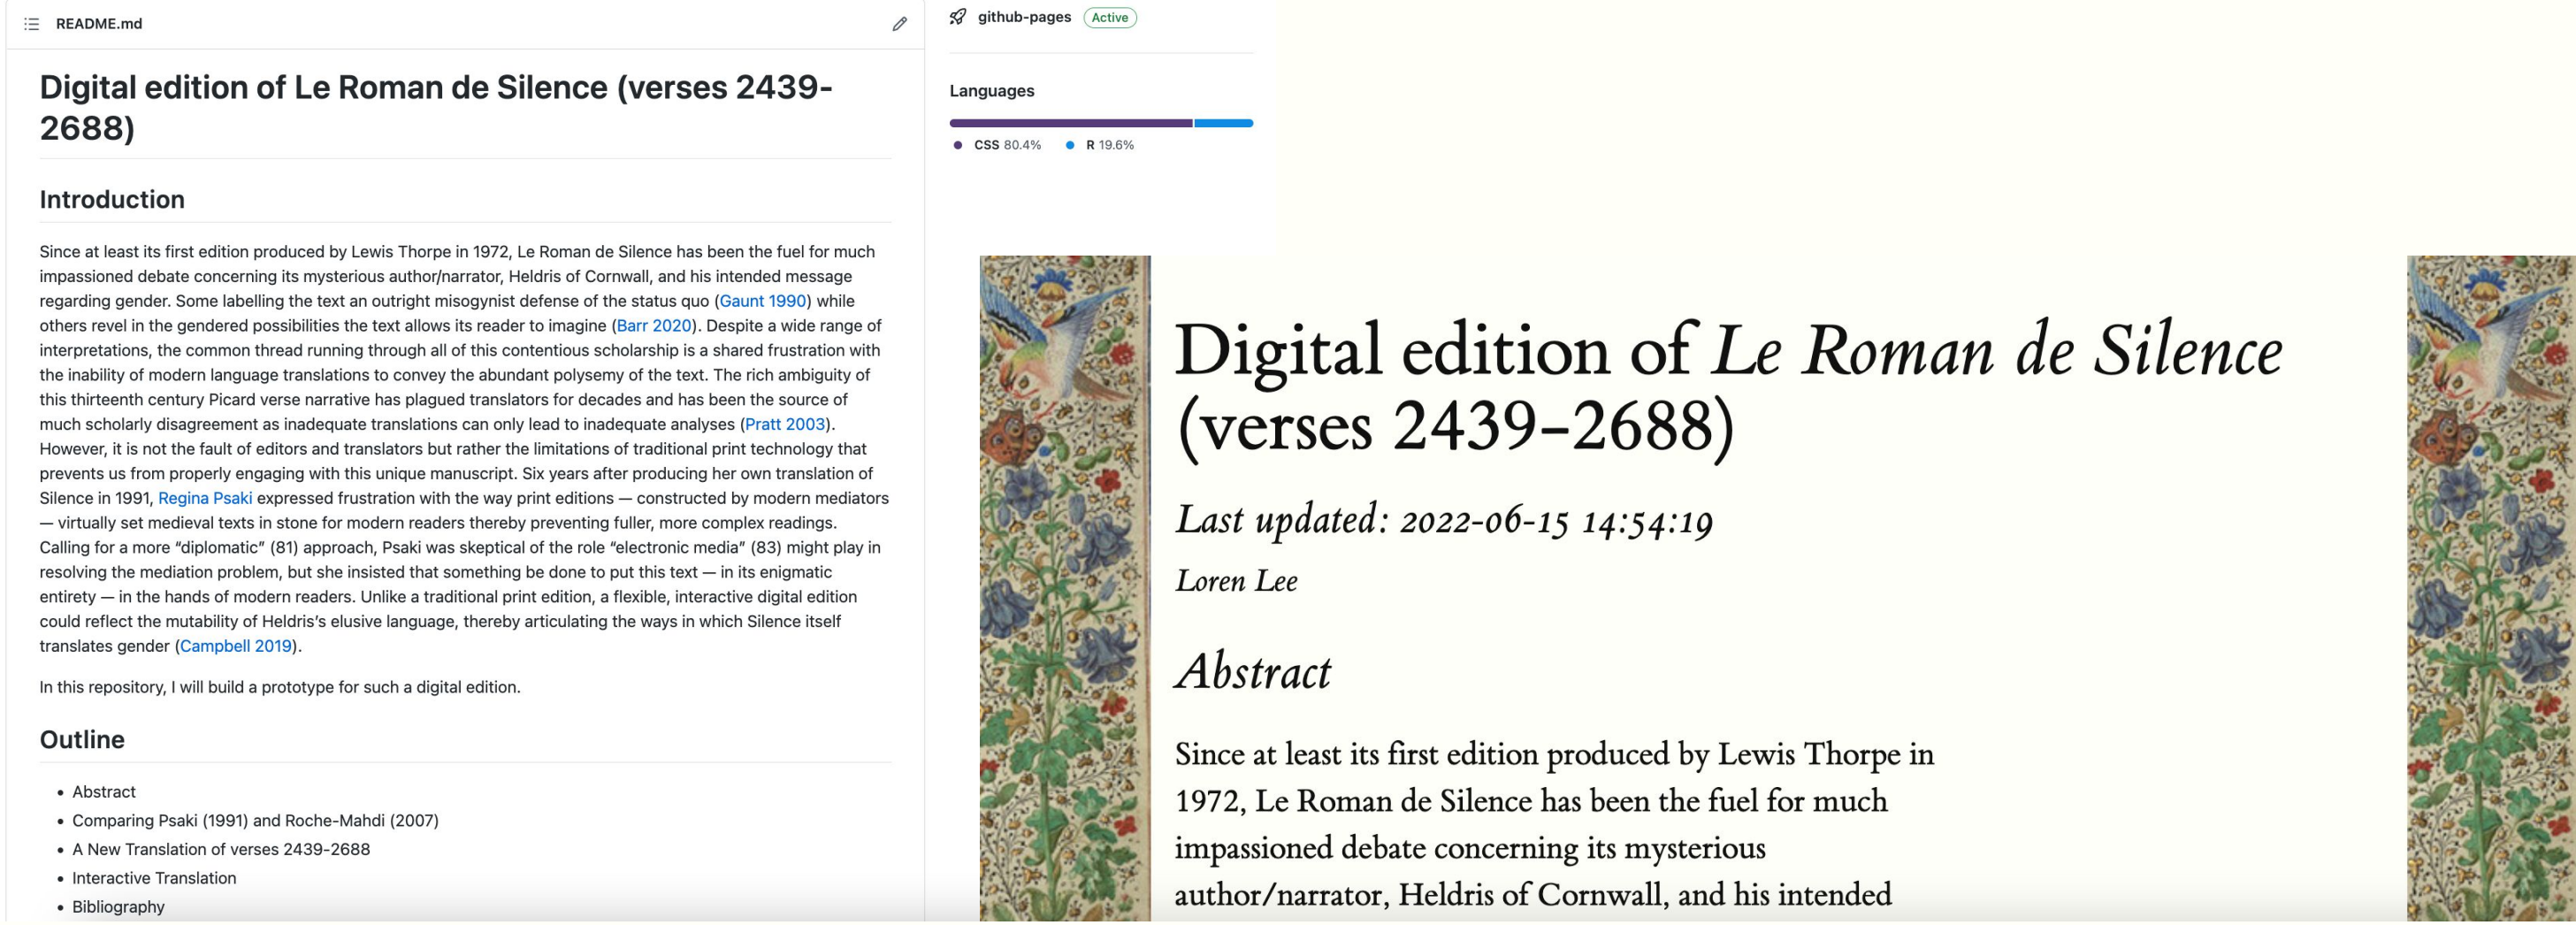 README.md
Digital edition of Le Roman de Silence (verses 2439-
2688)
Introduction
Since at least its first edition produced by Lewis Thorpe in 1972, Le Roman de Silence has been the fuel for much
impassioned debate concerning its mysterious author/narrator, Heldris of Cornwall, and his intended message
regarding gender. Some labelling the text an outright misogynist defense of the status quo (Gaunt 1990) while
others revel in the gendered possibilities the text allows its reader to imagine (Barr 2020). Despite a wide range of
interpretations, the common thread running through all of this contentious scholarship is a shared frustration with
the inability of modern language translations to convey the abundant polysemy of the text. The rich ambiguity of
this thirteenth century Picard verse narrative has plagued translators for decades and has been the source of
much scholarly disagreement as inadequate translations can only lead to inadequate analyses (Pratt 2003).
However, it is not the fault of editors and translators but rather the limitations of traditional print technology that
prevents us from properly engaging with this unique manuscript. Six years after producing her own translation of
Silence in 1991, Regina Psaki expressed frustration with the way print editions — constructed by modern mediators
— virtually set medieval texts in stone for modern readers thereby preventing fuller, more complex readings.
Calling for a more “diplomatic” (81) approach, Psaki was skeptical of the role “electronic media” (83) might play in
resolving the mediation problem, but she insisted that something be done to put this text — in its enigmatic
entirety — in the hands of modern readers. Unlike a traditional print edition, a flexible, interactive digital edition
could reflect the mutability of Heldris’s elusive language, thereby articulating the ways in which Silence itself
translates gender (Campbell 2019).
In this repository, I will build a prototype for such a digital edition.
Outline
• Abstract
• Comparing Psaki (1991) and Roche-Mahdi (2007)
• A New Translation of verses 2439-2688
• Interactive Translation
• Bibliography
github-pages Active
Languages
CSS 80.4% R 19.6%
Digital edition of Le Roman de Silence
(verses 2439-2688)
Last updated: 2022-06-15 14:54:19
Loren Lee
Abstract
Since at least its first edition produced by Lewis Thorpe in
1972, Le Roman de Silence has been the fuel for much
impassioned debate concerning its mysterious
author/narrator, Heldris of Cornwall, and his intended